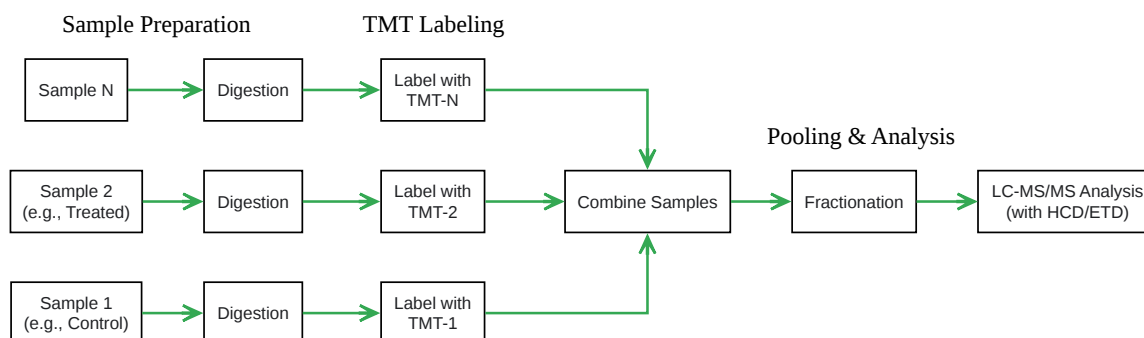 Sample Preparation
TMT Labeling
Sample N
Digestion
Label with
TMT-N
Pooling & Analysis
Sample 2
(e.g., Treated)
Digestion
Label with
TMT-2
Combine Samples
Fractionation
LC-MS/MS Analysis
(with HCD/ETD)
Sample 1
(e.g., Control)
Digestion
Label with
TMT-1